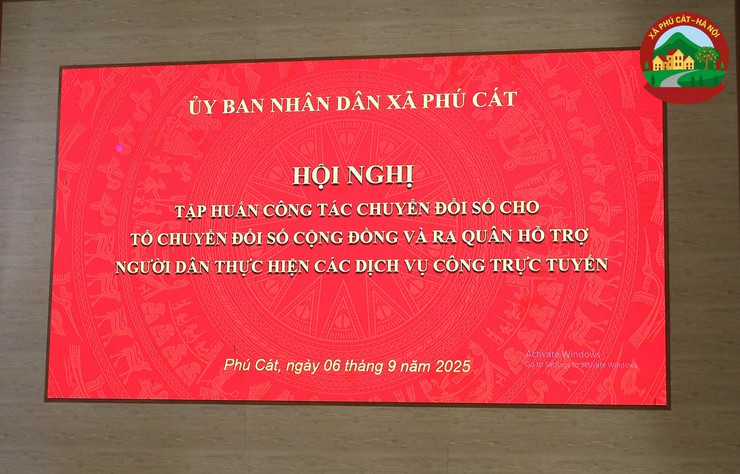 XÃ PHÚ CÁT-HÀ NỘI
ỦY BAN NHÂN DÂN XÃ PHÚ CÁT
HỘI NGHỊ
TẬP HUẤN CÔNG TÁC CHUYỂN ĐỔI SỐ CHO
TỔ CHUYỂN ĐỔI SỐ CỘNG ĐỒNG VÀ RA QUÂN HỖ TRỢ
NGƯỜI DÂN THỰC HIỆN CÁC DỊCH VỤ CÔNG TRỰC TUYẾN
Phú Cát, ngày 06 tháng 9 năm 2025
Activate Windows
Go to Settings to activate Windows.